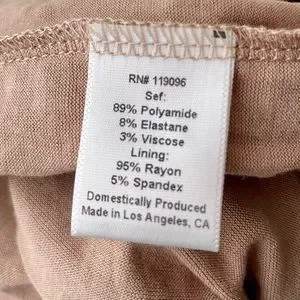 RN# 119096
Sef:
89% Polyamide
8% Elastane
3% Viscose
Lining:
95% Rayon
5% Spandex
Domestically Produced
Made in Los Angeles, CA